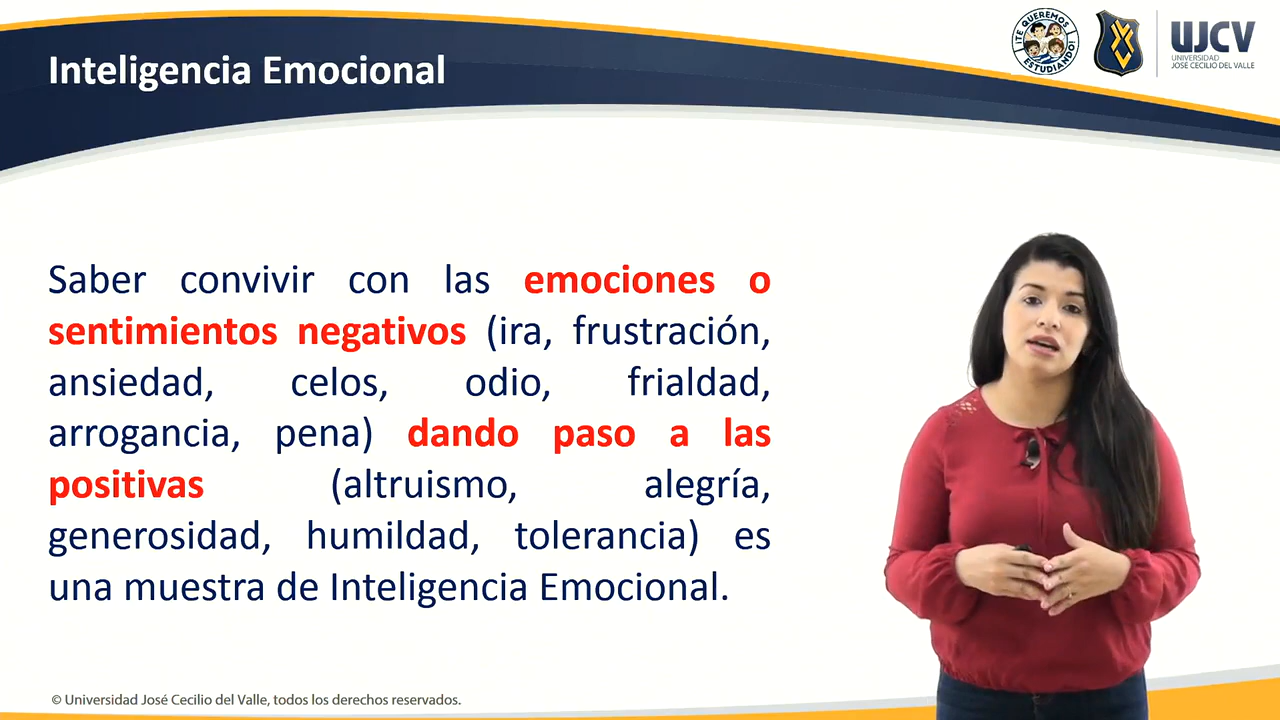 Inteligencia Emocional
¡TE QUEREMOS
ESTUDIANDO!
UJCV
UNIVERSIDAD
JOSÉ CECILIO DEL VALLE
Saber convivir con las emociones o
sentimientos negativos (ira, frustración,
ansiedad, celos, odio, frialdad,
arrogancia, pena) dando paso a las
positivas (altruismo, alegría,
generosidad, humildad, tolerancia) es
una muestra de Inteligencia Emocional.
© Universidad José Cecilio del Valle, todos los derechos reservados.